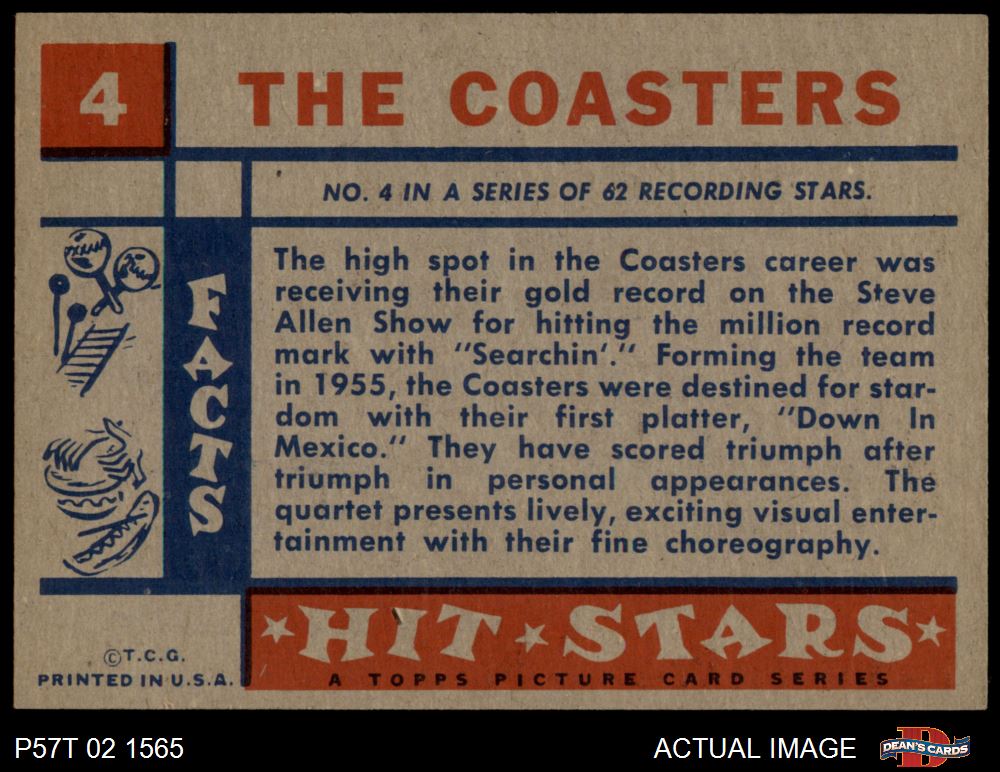 4
THE COASTERS
NO. 4 IN A SERIES OF 62 RECORDING STARS.
FACTS
The high spot in the Coasters career was
receiving their gold record on the Steve
Allen Show for hitting the million record
mark with "Searchin'." Forming the team
in 1955, the Coasters were destined for star-
dom with their first platter, "Down In
Mexico." They have scored triumph after
triumph in personal appearances. The
quartet presents lively, exciting visual enter-
tainment with their fine choreography.
HIT STARS
A TOPPS PICTURE CARD SERIES
©T.C.G.
PRINTED IN U.S.A.
P57T 02 1565
ACTUAL IMAGE
D
DEAN'S CARDS